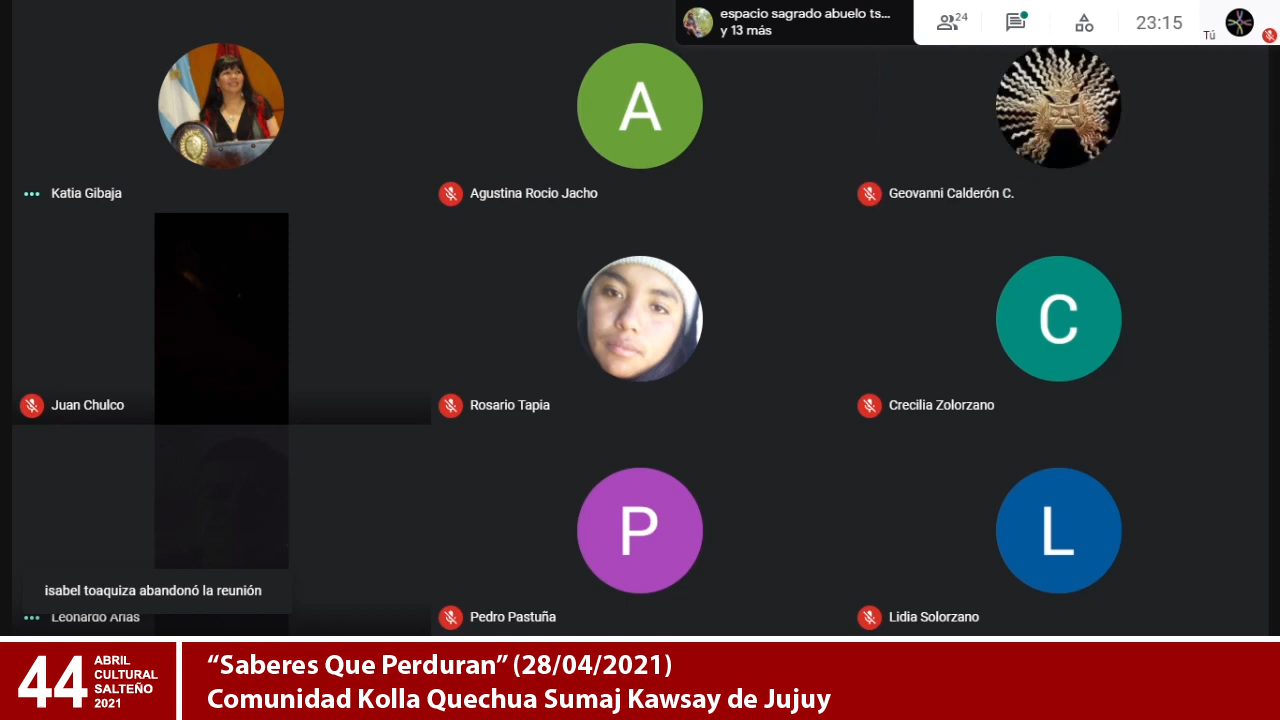 espacio sagrado abuelo ts...
y 13 más
24
23:15
Tú
A
Katia Gibaja
Agustina Rocio Jacho
Geovanni Calderón C.
C
Juan Chulco
Rosario Tapia
Crecilia Zolorzano
P
L
isabel toaquiza abandonó la reunión
Leonardo Arias
Pedro Pastuña
Lidia Solorzano
44
ABRIL
CULTURAL
SALTEÑO
2021
“Saberes Que Perduran” (28/04/2021)
Comunidad Kolla Quechua Sumaj Kawsay de Jujuy